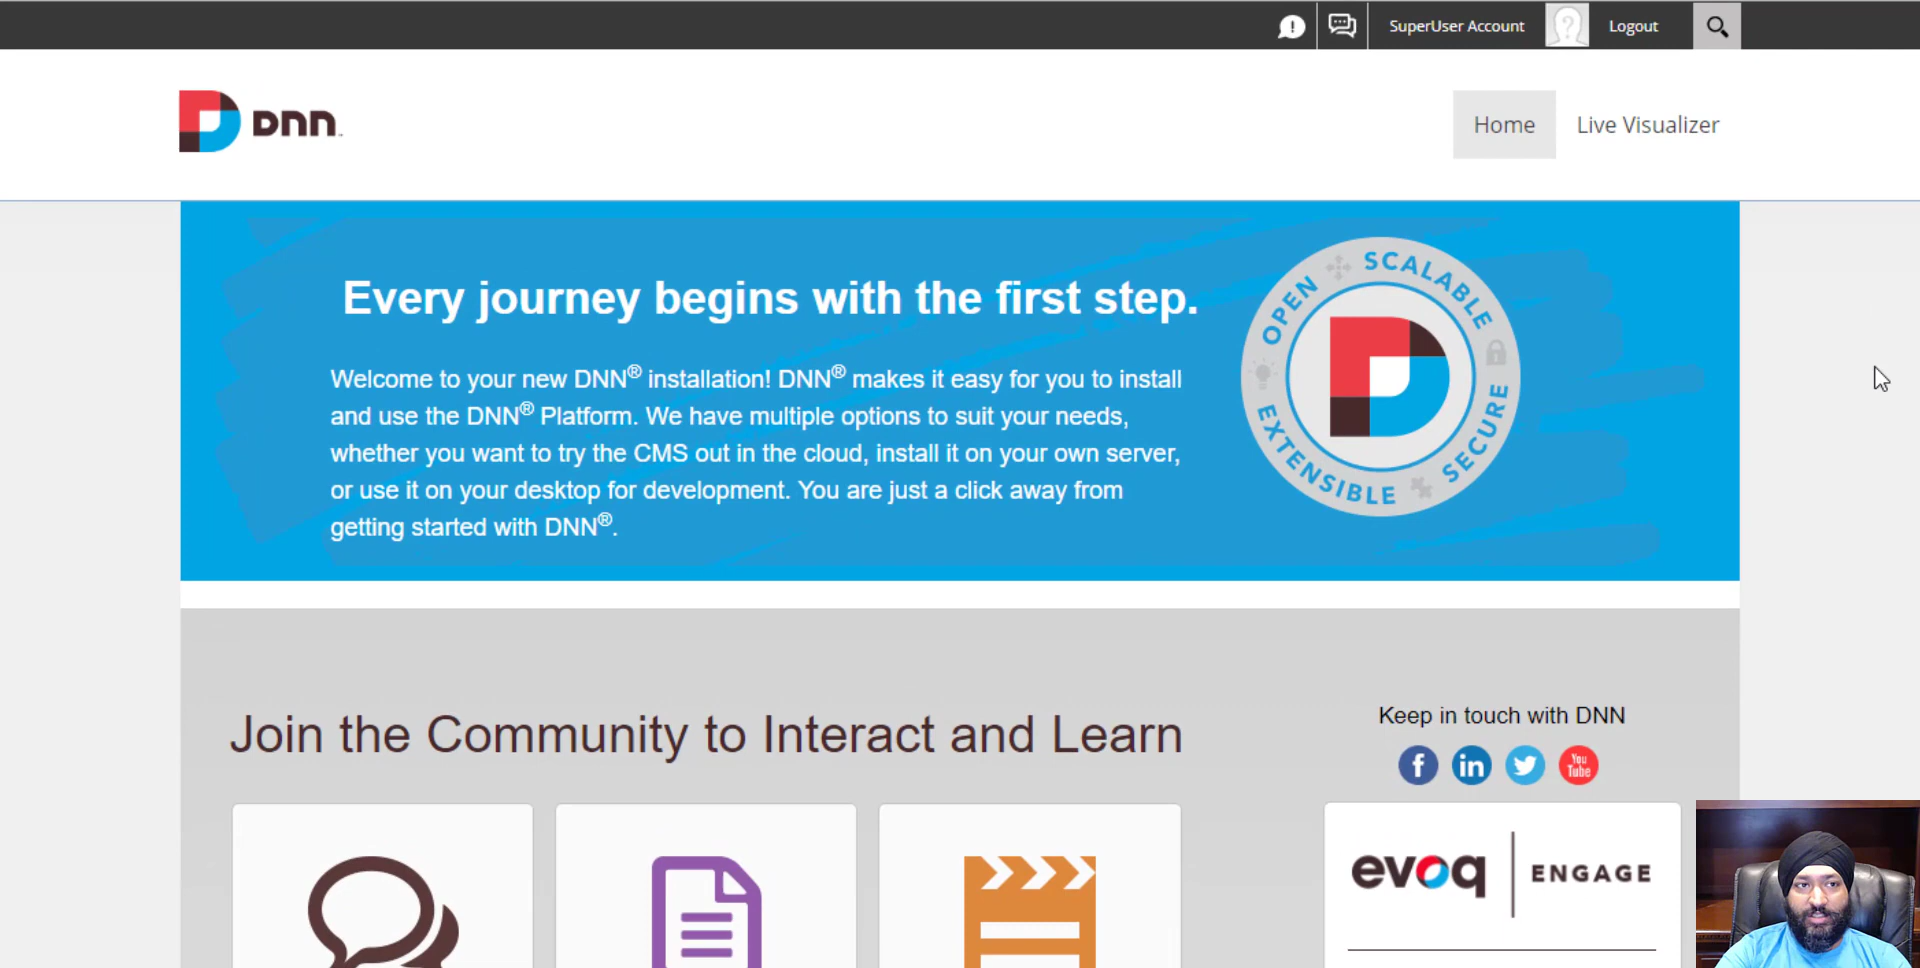 SuperUser Account
Logout
DNN
Home
Live Visualizer
Every journey begins with the first step.
Welcome to your new DNN® installation! DNN® makes it easy for you to install
and use the DNN® Platform. We have multiple options to suit your needs,
whether you want to try the CMS out in the cloud, install it on your own server,
or use it on your desktop for development. You are just a click away from
getting started with DNN®.
OPEN
SCALABLE
SECURE
EXTENSIBLE
Join the Community to Interact and Learn
Keep in touch with DNN
f
in
You
Tube
evoq ENGAGE